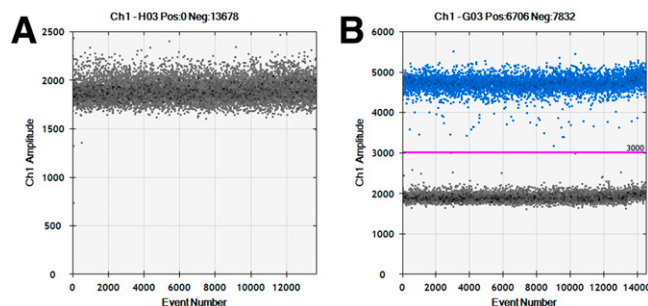 A
Ch1 - H03 Pos:0 Neg:13678
Ch1 Amplitude
2500
2000
1500
1000
500
0
0 2000 4000 6000 8000 10000 12000
Event Number
B
Ch1 - G03 Pos:6706 Neg:7832
Ch1 Amplitude
6000
5000
4000
3000
2000
1000
0
3000
0 2000 4000 6000 8000 10000 12000 14000
Event Number